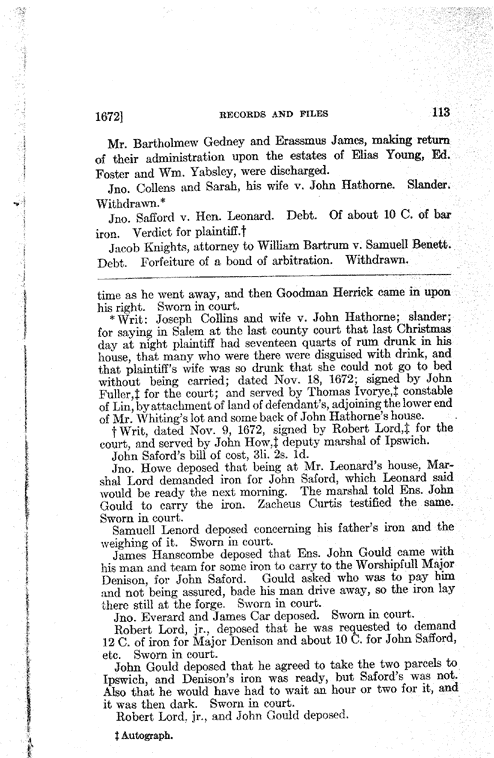 1672] RECORDS AND FILES 113
Mr. Bartholmew Gedney and Erassmus James, making return
of their administration upon the estates of Elias Young, Ed.
Foster and Wm. Yabsley, were discharged.
Jno. Collens and Sarah, his wife v. John Hathorne. Slander.
Withdrawn.*
Jno. Safford v. Hen. Leonard. Debt. Of about 10 C. of bar
iron. Verdict for plaintiff.†
Jacob Knights, attorney to William Bartrum v. Samuell Benett.
Debt. Forfeiture of a bond of arbitration. Withdrawn.
time as he went away, and then Goodman Herrick came in upon
his right. Sworn in court.
*Writ: Joseph Collins and wife v. John Hathorne; slander;
for saying in Salem at the last county court that last Christmas
day at night plaintiff had seventeen quarts of rum drunk in his
house, that many who were there were disguised with drink, and
that plaintiff's wife was so drunk that she could not go to bed
without being carried; dated Nov. 18, 1672; signed by John
Fuller,‡ for the court; and served by Thomas Ivorye,‡ constable
of Lin, by attachment of land of defendant's, adjoining the lower end
of Mr. Whiting's lot and some back of John Hathorne's house.
†Writ, dated Nov. 9, 1672, signed by Robert Lord,‡ for the
court, and served by John How,‡ deputy marshal of Ipswich.
John Saford's bill of cost, 3li. 2s. 1d.
Jno. Howe deposed that being at Mr. Leonard's house, Mar-
shal Lord demanded iron for John Saford, which Leonard said
would be ready the next morning. The marshal told Ens. John
Gould to carry the iron. Zacheus Curtis testified the same.
Sworn in court.
Samuell Lenord deposed concerning his father's iron and the
weighing of it. Sworn in court.
James Hanscombe deposed that Ens. John Gould came with
his man and team for some iron to carry to the Worshipfull Major
Denison, for John Saford. Gould asked who was to pay him
and not being assured, bade his man drive away, so the iron lay
there still at the forge. Sworn in court.
Jno. Everard and James Car deposed. Sworn in court.
Robert Lord, jr., deposed that he was requested to demand
12 C. of iron for Major Denison and about 10 C. for John Safford,
etc. Sworn in court.
John Gould deposed that he agreed to take the two parcels to
Ipswich, and Denison's iron was ready, but Saford's was not.
Also that he would have had to wait an hour or two for it, and
it was then dark. Sworn in court.
Robert Lord, jr., and John Gould deposed.
‡ Autograph.